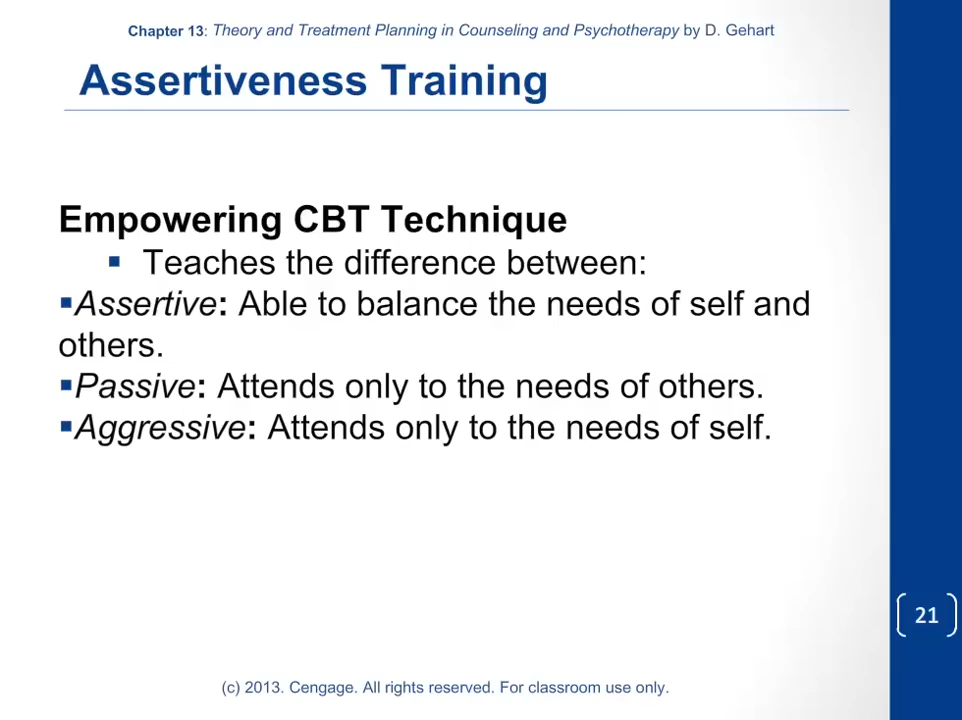 Chapter 13: Theory and Treatment Planning in Counseling and Psychotherapy by D. Gehart
Assertiveness Training
Empowering CBT Technique
▪ Teaches the difference between:
▪Assertive: Able to balance the needs of self and
others.
▪Passive: Attends only to the needs of others.
▪Aggressive: Attends only to the needs of self.
21
(c) 2013. Cengage. All rights reserved. For classroom use only.